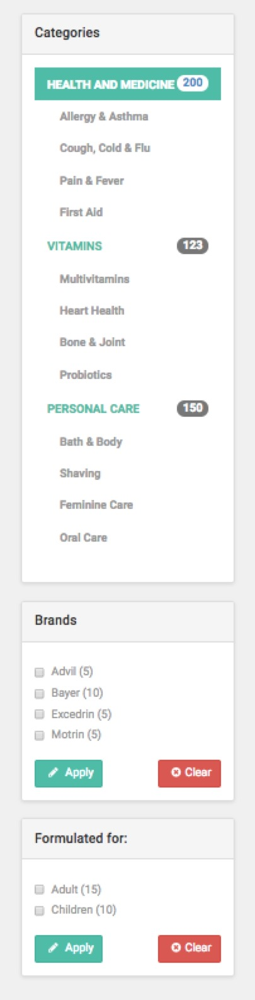 Categories
HEALTH AND MEDICINE 200
Allergy & Asthma
Cough, Cold & Flu
Pain & Fever
First Aid
VITAMINS 123
Multivitamins
Heart Health
Bone & Joint
Probiotics
PERSONAL CARE 150
Bath & Body
Shaving
Feminine Care
Oral Care
Brands
Advil (5)
Bayer (10)
Excedrin (5)
Motrin (5)
Apply Clear
Formulated for:
Adult (15)
Children (10)
Apply Clear